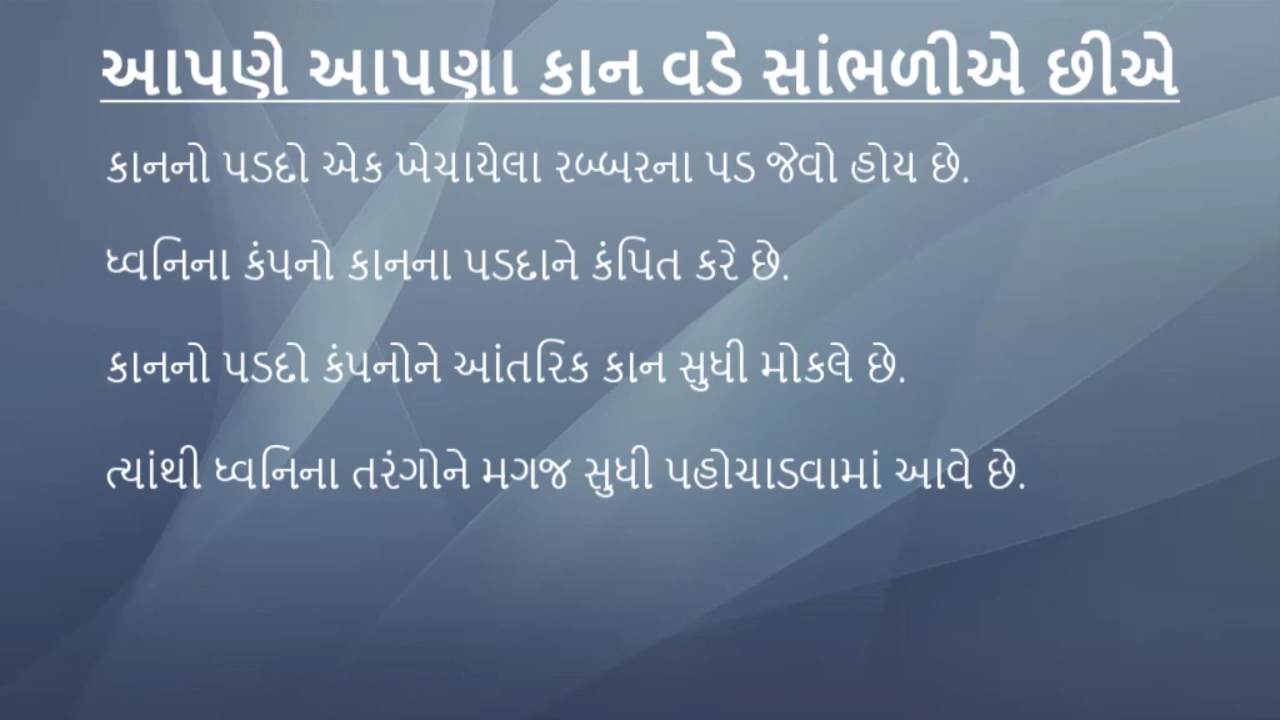 આપણે આપણા કાન વડે સાંભળીએ છીએ
કાનનો પડદો એક ખેચાયેલા રબ્બરના પડ જેવો હોય છે.
ધ્વનિના કંપનો કાનના પડદાને કંપિત કરે છે.
કાનનો પડદો કંપનોને આંતરિક કાન સુધી મોકલે છે.
ત્યાંથી ધ્વનિના તરંગોને મગજ સુધી પહોચાડવામાં આવે છે.